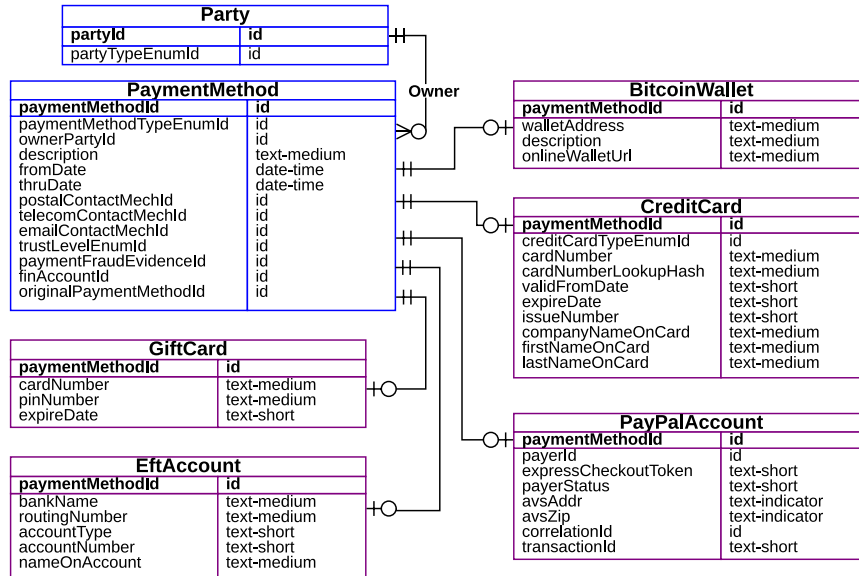 Party
partyId id
partyTypeEnumId id
Owner
PaymentMethod
paymentMethodId id
paymentMethodTypeEnumId id
ownerPartyId id
description text-medium
fromDate date-time
thruDate date-time
postalContactMechId id
telecomContactMechId id
emailContactMechId id
trustLevelEnumId id
paymentFraudEvidenceId id
finAccountId id
originalPaymentMethodId id
GiftCard
paymentMethodId id
cardNumber text-medium
pinNumber text-medium
expireDate text-short
EftAccount
paymentMethodId id
bankName text-medium
routingNumber text-medium
accountType text-short
accountNumber text-short
nameOnAccount text-medium
BitcoinWallet
paymentMethodId id
walletAddress text-medium
description text-medium
onlineWalletUrl text-medium
CreditCard
paymentMethodId id
creditCardTypeEnumId id
cardNumber text-medium
cardNumberLookupHash text-medium
validFromDate text-short
expireDate text-short
issueNumber text-short
companyNameOnCard text-medium
firstNameOnCard text-medium
lastNameOnCard text-medium
PayPalAccount
paymentMethodId id
payerId id
expressCheckoutToken text-short
payerStatus text-short
avsAddr text-indicator
avsZip text-indicator
correlationId id
transactionId text-short